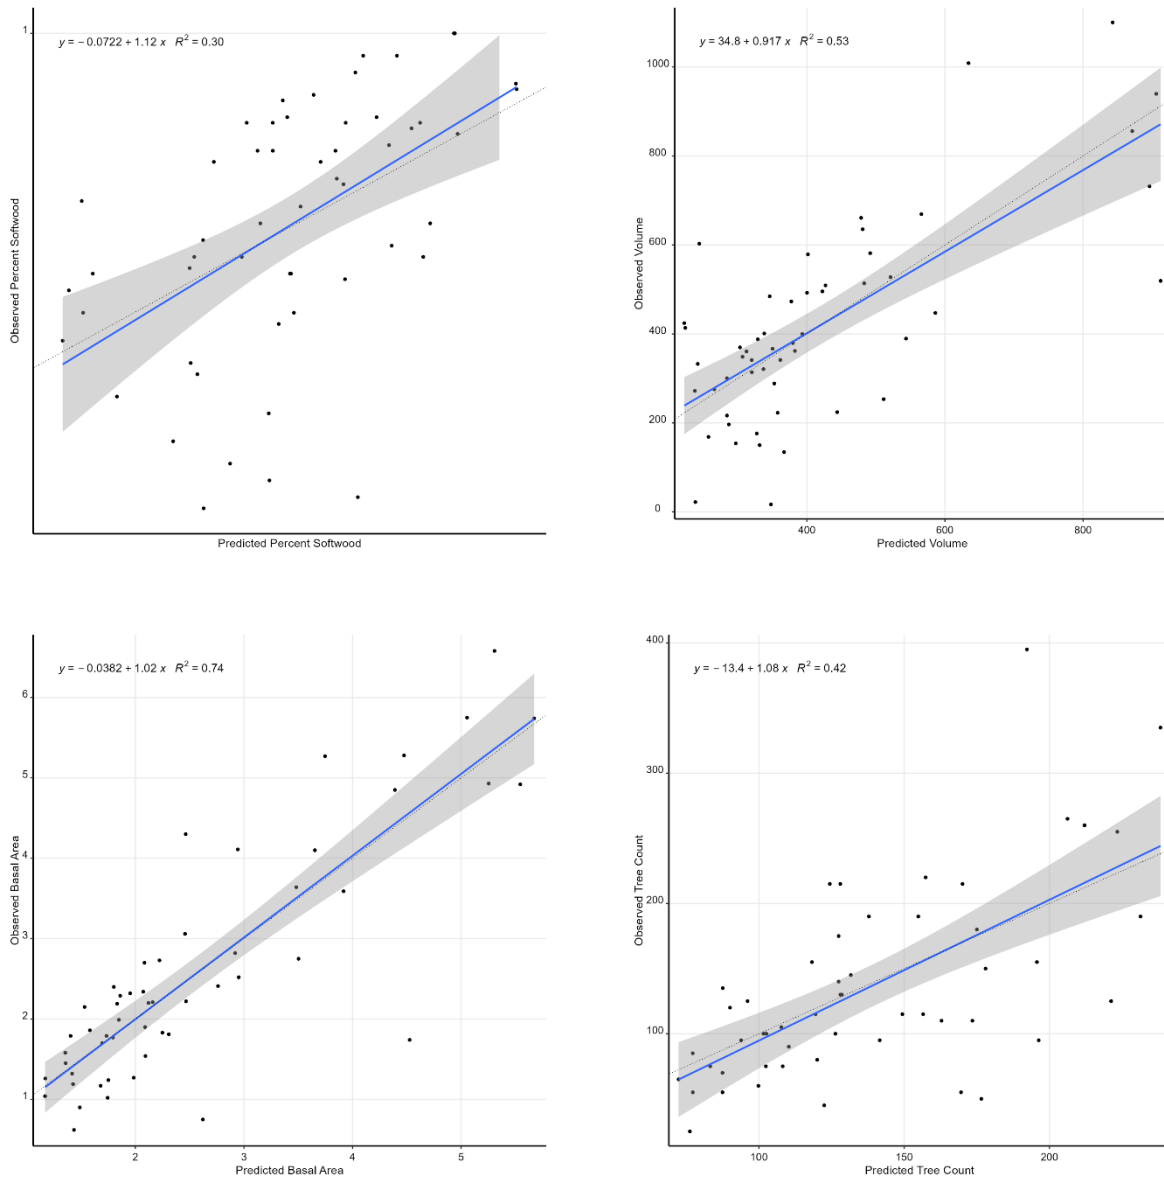 y = − 0.0722 + 1.12 x R² = 0.30
1
Observed Percent Softwood
Predicted Percent Softwood
y = 34.8 + 0.917 x R² = 0.53
1000
800
600
400
200
0
Observed Volume
400 600 800
Predicted Volume
y = − 0.0382 + 1.02 x R² = 0.74
6
5
4
3
2
1
Observed Basal Area
2 3 4 5
Predicted Basal Area
y = − 13.4 + 1.08 x R² = 0.42
400
300
200
100
Observed Tree Count
100 150 200
Predicted Tree Count